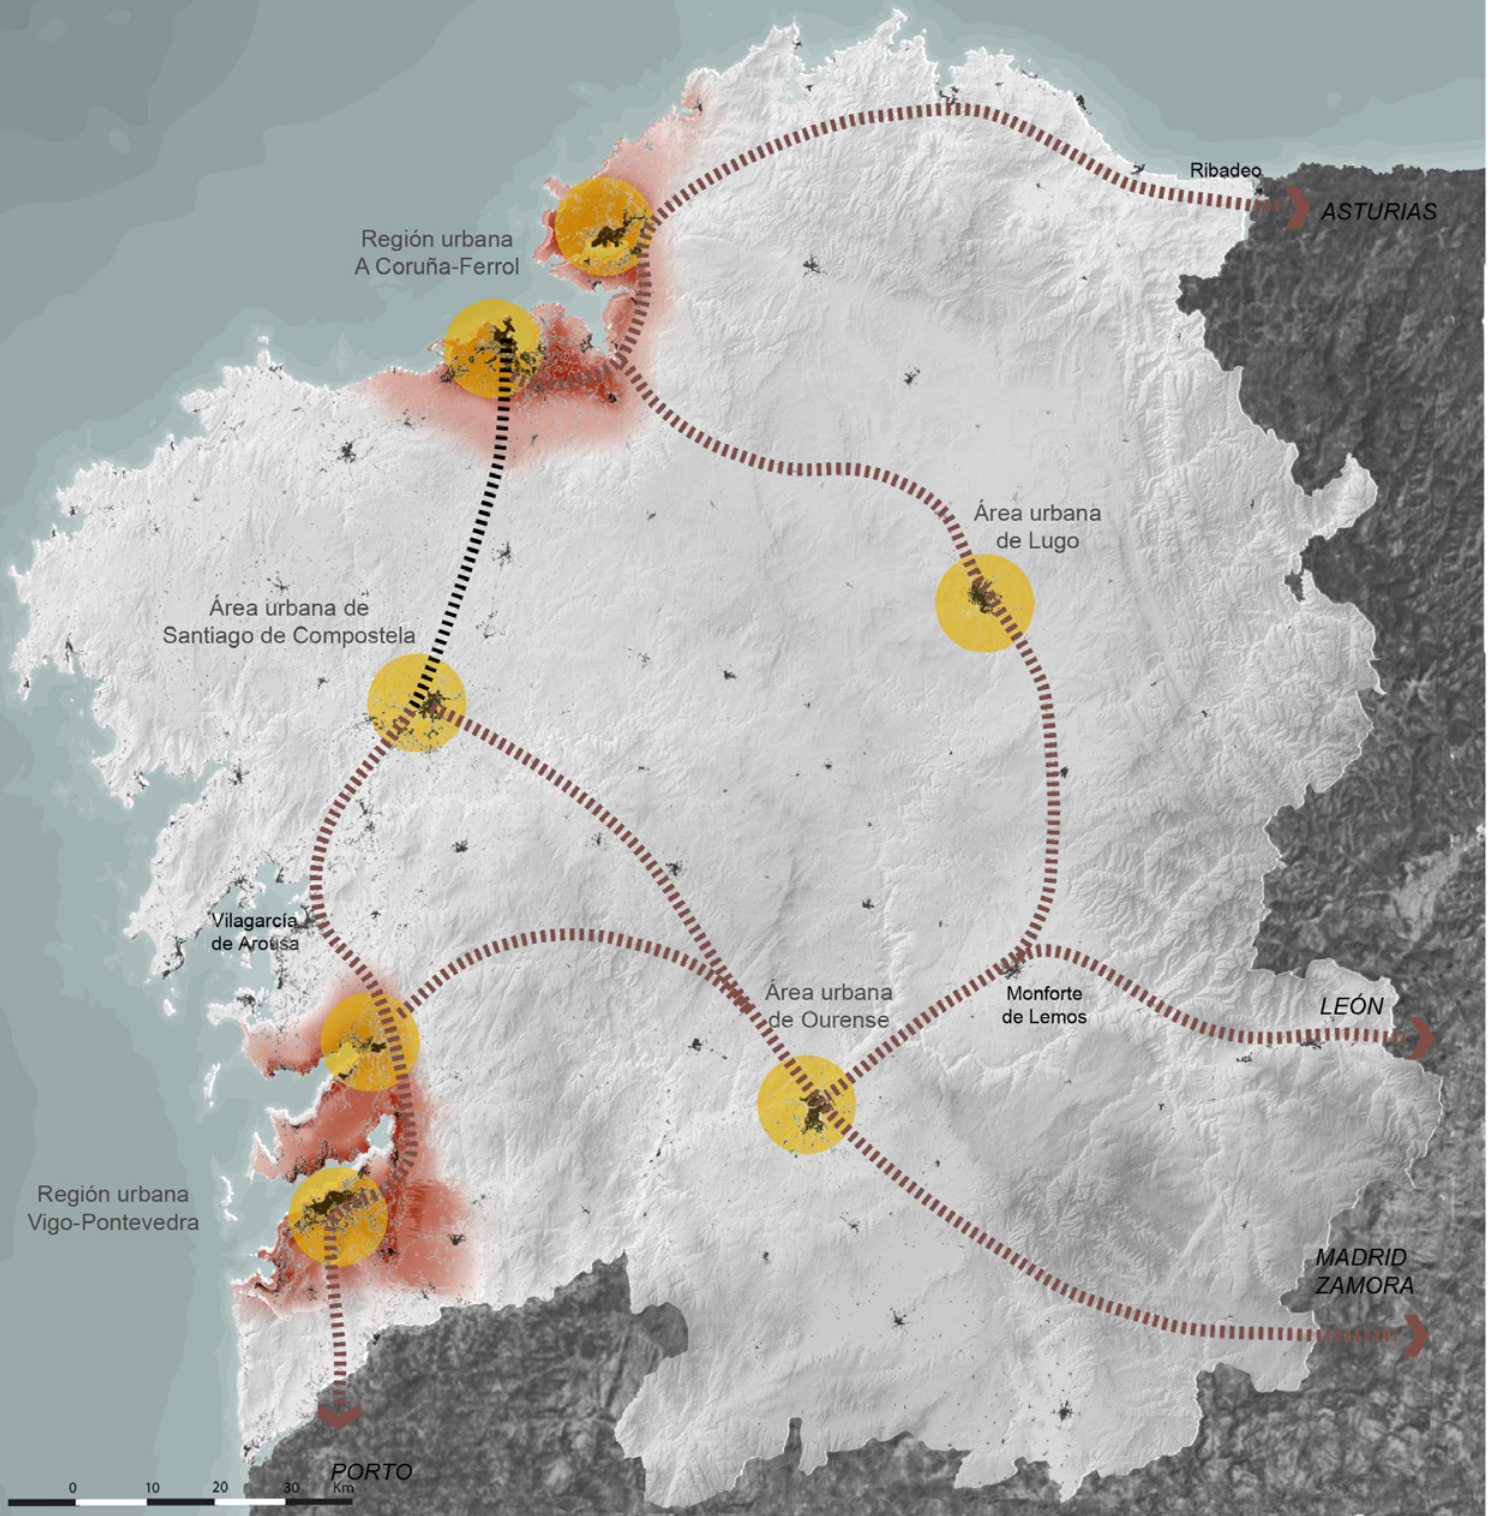 Ribadeo
ASTURIAS
Región urbana
A Coruña-Ferrol
Área urbana
de Lugo
Área urbana de
Santiago de Compostela
Vilagarcía
de Arousa
Área urbana
de Ourense
Monforte
de Lemos
LEÓN
Región urbana
Vigo-Pontevedra
MADRID
ZAMORA
PORTO
0 10 20 30 Km